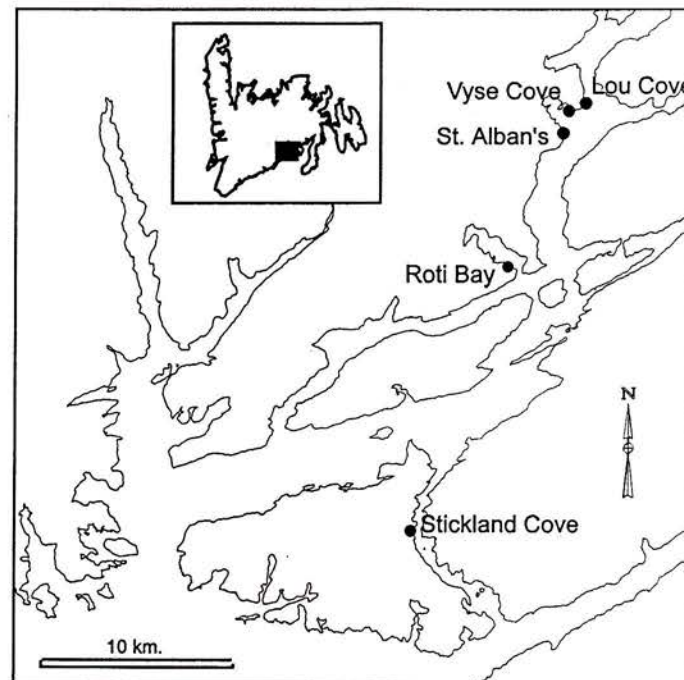 Vyse Cove
Lou Cove
St. Alban's
Roti Bay
N
Stickland Cove
10 km.